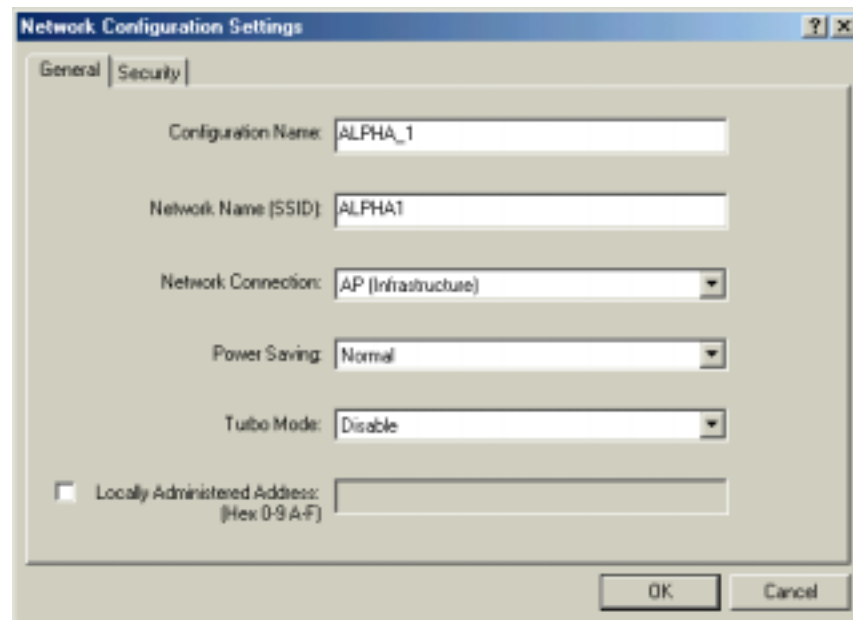 Network Configuration Settings
General
Security
Configuration Name: ALPHA_1
Network Name (SSID): ALPHA1
Network Connection: AP (Infrastructure)
Power Saving: Normal
Turbo Mode: Disable
Locally Administered Address:
(Hex 0-9 A-F)
OK
Cancel